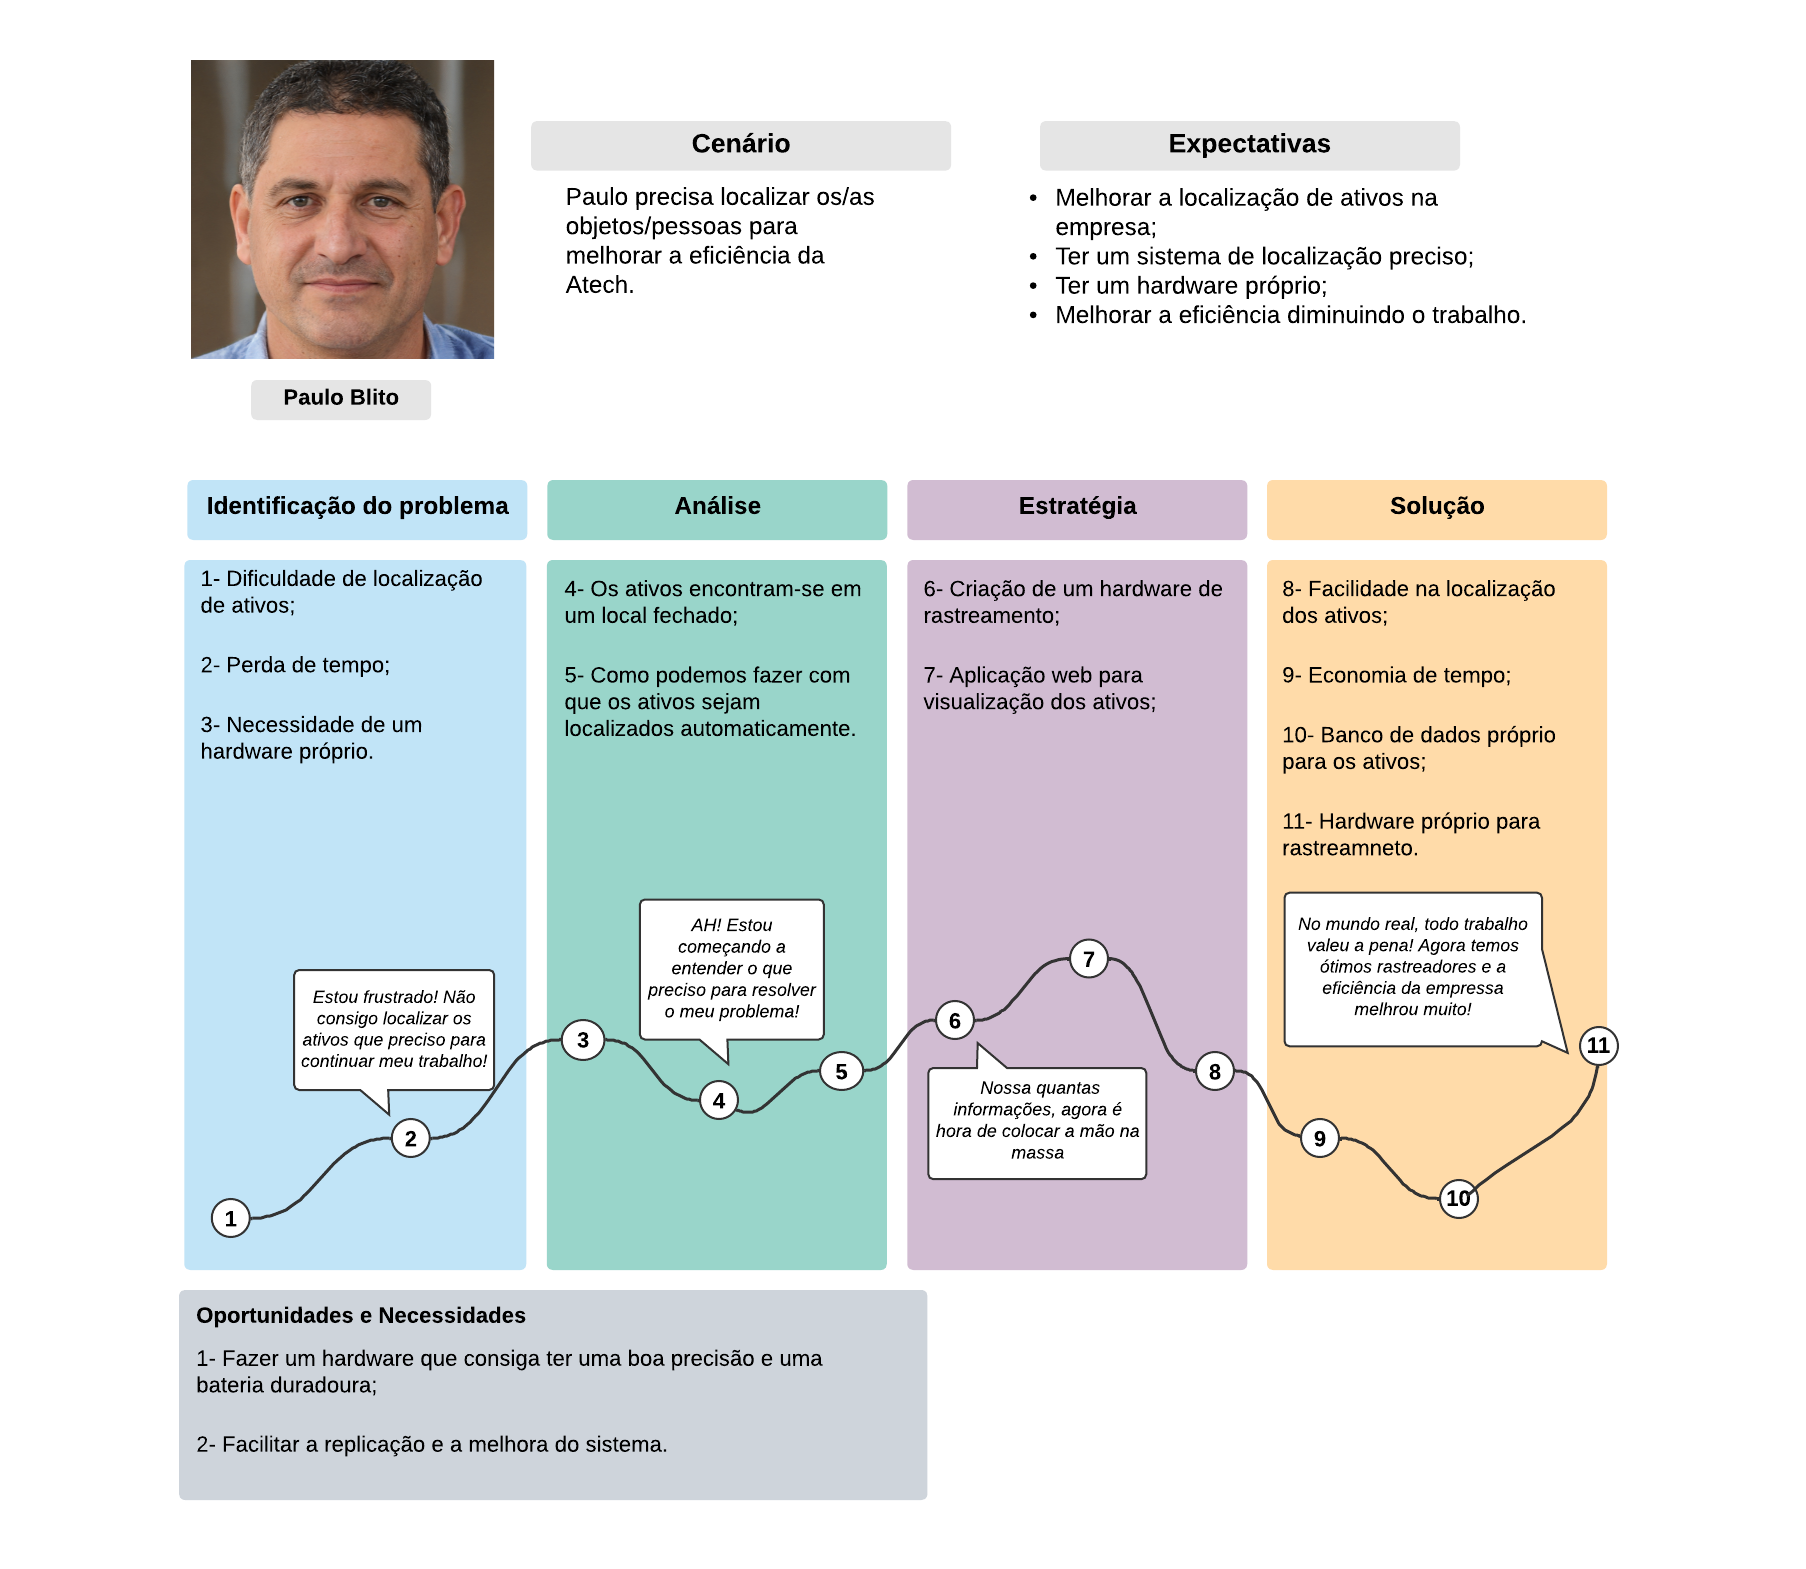 Cenário
Paulo precisa localizar os/as
objetos/pessoas para
melhorar a eficiência da
Atech.
Expectativas
• Melhorar a localização de ativos na
empresa;
• Ter um sistema de localização preciso;
• Ter um hardware próprio;
• Melhorar a eficiência diminuindo o trabalho.
Paulo Blito
Identificação do problema
1- Dificuldade de localização
de ativos;
2- Perda de tempo;
3- Necessidade de um
hardware próprio.
Estou frustrado! Não
consigo localizar os
ativos que preciso para
continuar meu trabalho!
1
2
Análise
4- Os ativos encontram-se em
um local fechado;
5- Como podemos fazer com
que os ativos sejam
localizados automaticamente.
AH! Estou
começando a
entender o que
preciso para resolver
o meu problema!
3
4
5
Estratégia
6- Criação de um hardware de
rastreamento;
7- Aplicação web para
visualização dos ativos;
6
7
8
Nossa quantas
informações, agora é
hora de colocar a mão na
massa
Solução
8- Facilidade na localização
dos ativos;
9- Economia de tempo;
10- Banco de dados próprio
para os ativos;
11- Hardware próprio para
rastreamneto.
No mundo real, todo trabalho
valeu a pena! Agora temos
ótimos rastreadores e a
eficiência da empressa
melhrou muito!
9
10
11
Oportunidades e Necessidades
1- Fazer um hardware que consiga ter uma boa precisão e uma
bateria duradoura;
2- Facilitar a replicação e a melhora do sistema.